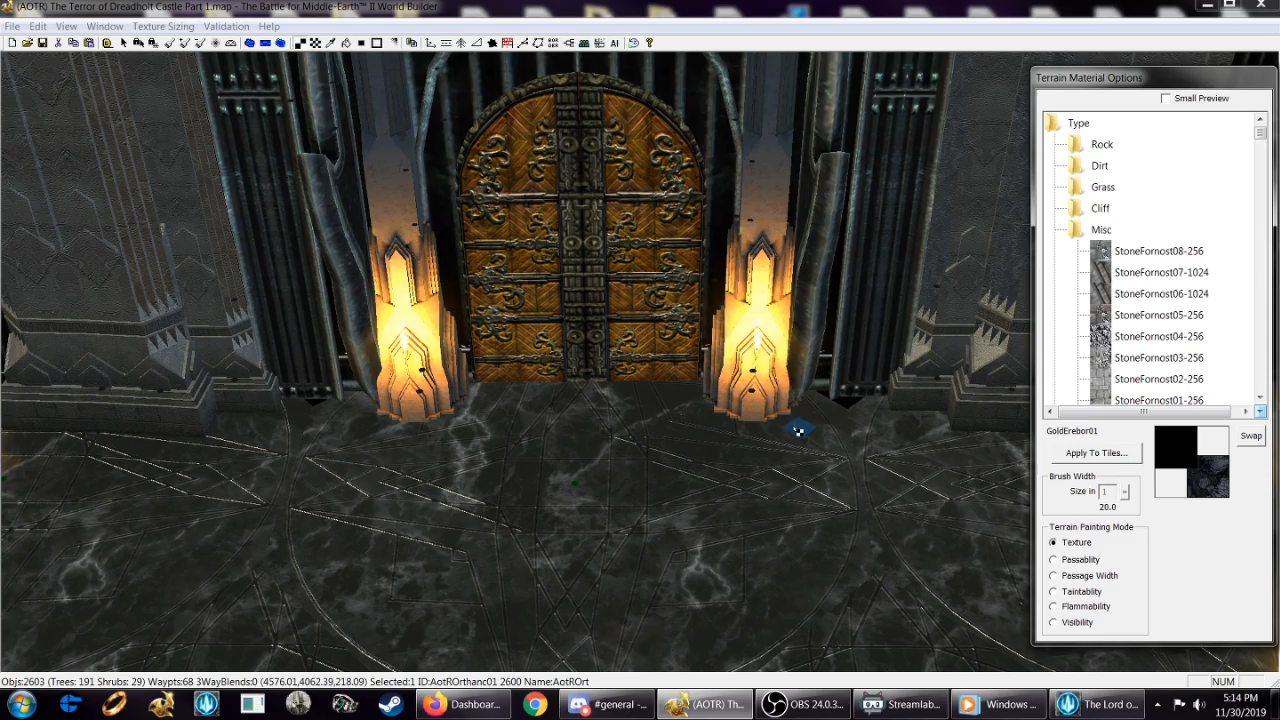 (AOTR) The Terror of Dreadholt Castle Part 1.map - The Battle for Middle-Earth™ II World Builder
File Edit View Window Texture Sizing Validation Help
AI
Terrain Material Options
Small Preview
Type
Rock
Dirt
Grass
Cliff
Misc
StoneFornost08-256
StoneFornost07-1024
StoneFornost06-1024
StoneFornost05-256
StoneFornost04-256
StoneFornost03-256
StoneFornost02-256
StoneFornost01-256
GoldErebor01
Swap
Apply To Tiles...
Brush Width
Size in 1
20.0
Terrain Painting Mode
Texture
Passablity
Passage Width
Taintablity
Flammability
Visibility
Objs:2603 (Trees: 191 Shrubs: 29) Waypts:68 3WayBlends:0 (4576.01,4062.39,218.09) Selected:1 ID:AotROrthanc01 2600 Name:AotROrt
NUM
Dashboar... #general -... (AOTR) Th... OBS 24.0.3... Streamlab... Windows ... The Lord o...
5:14 PM
11/30/2019